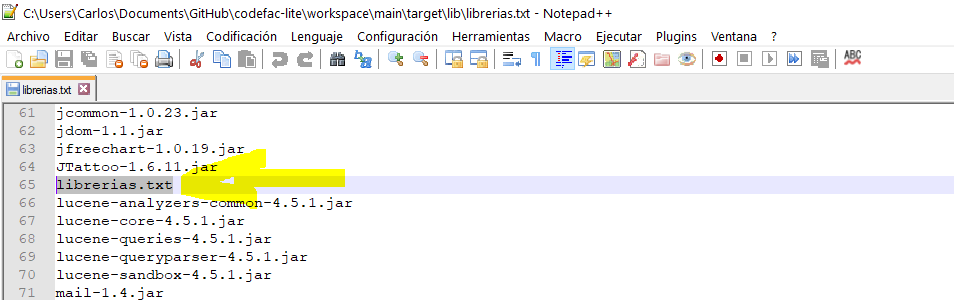 C:\Users\Carlos\Documents\GitHub\codefac-lite\workspace\main\target\lib\librerias.txt - Notepad++
Archivo Editar Buscar Vista Codificación Lenguaje Configuración Herramientas Macro Ejecutar Plugins Ventana ?
ABC
librerias.txt
61 jcommon-1.0.23.jar
62 jdom-1.1.jar
63 jfreechart-1.0.19.jar
64 JTattoo-1.6.11.jar
65 librerias.txt
66 lucene-analyzers-common-4.5.1.jar
67 lucene-core-4.5.1.jar
68 lucene-queries-4.5.1.jar
69 lucene-queryparser-4.5.1.jar
70 lucene-sandbox-4.5.1.jar
71 mail-1.4.jar